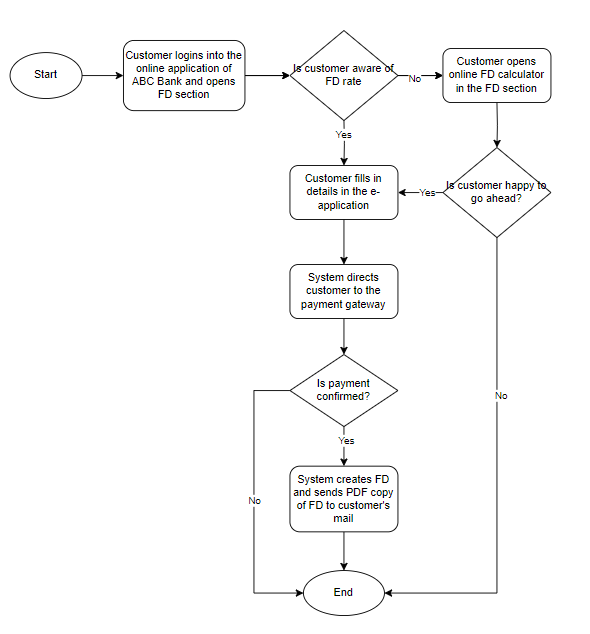 Start
Customer logins into the
online application of
ABC Bank and opens
FD section
Is customer aware of
FD rate
No
Customer opens
online FD calculator
in the FD section
Yes
Customer fills in
details in the e-
application
Yes
Is customer happy to
go ahead?
System directs
customer to the
payment gateway
Is payment
confirmed?
No
Yes
System creates FD
and sends PDF copy
of FD to customer's
mail
No
End